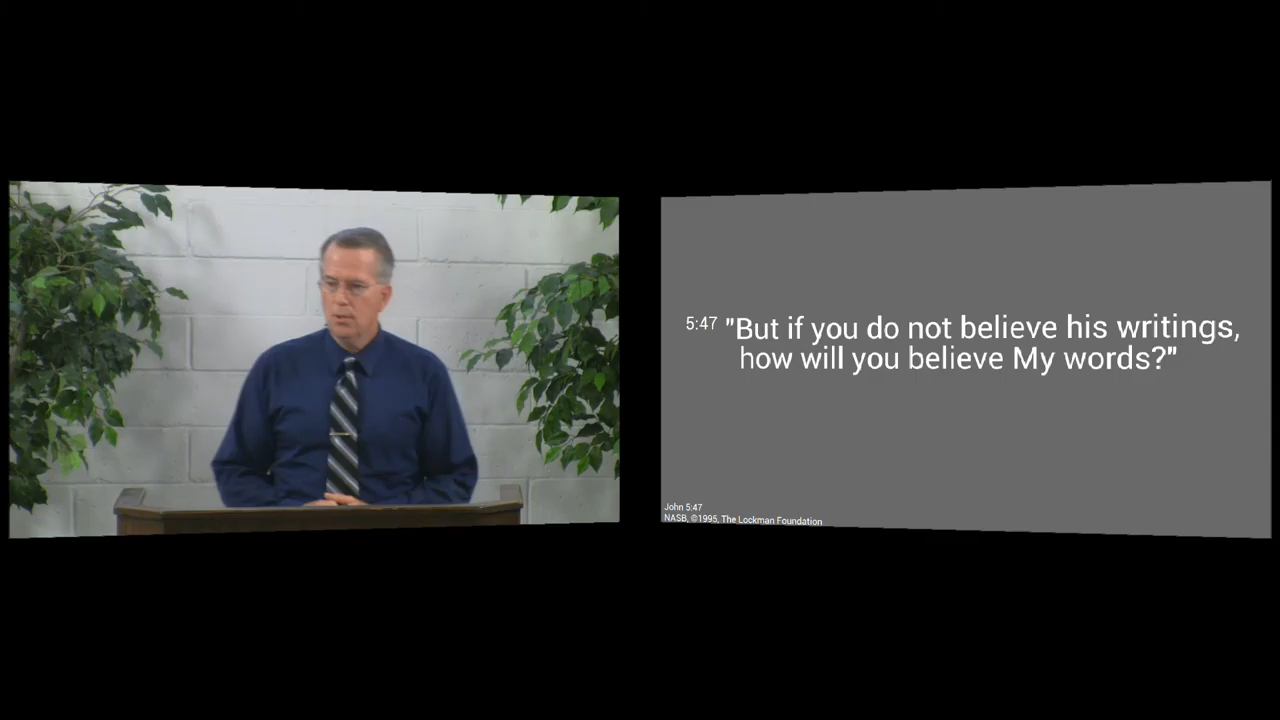 5:47 "But if you do not believe his writings,
how will you believe My words?"
John 5:47
NASB, ©1995, The Lockman Foundation